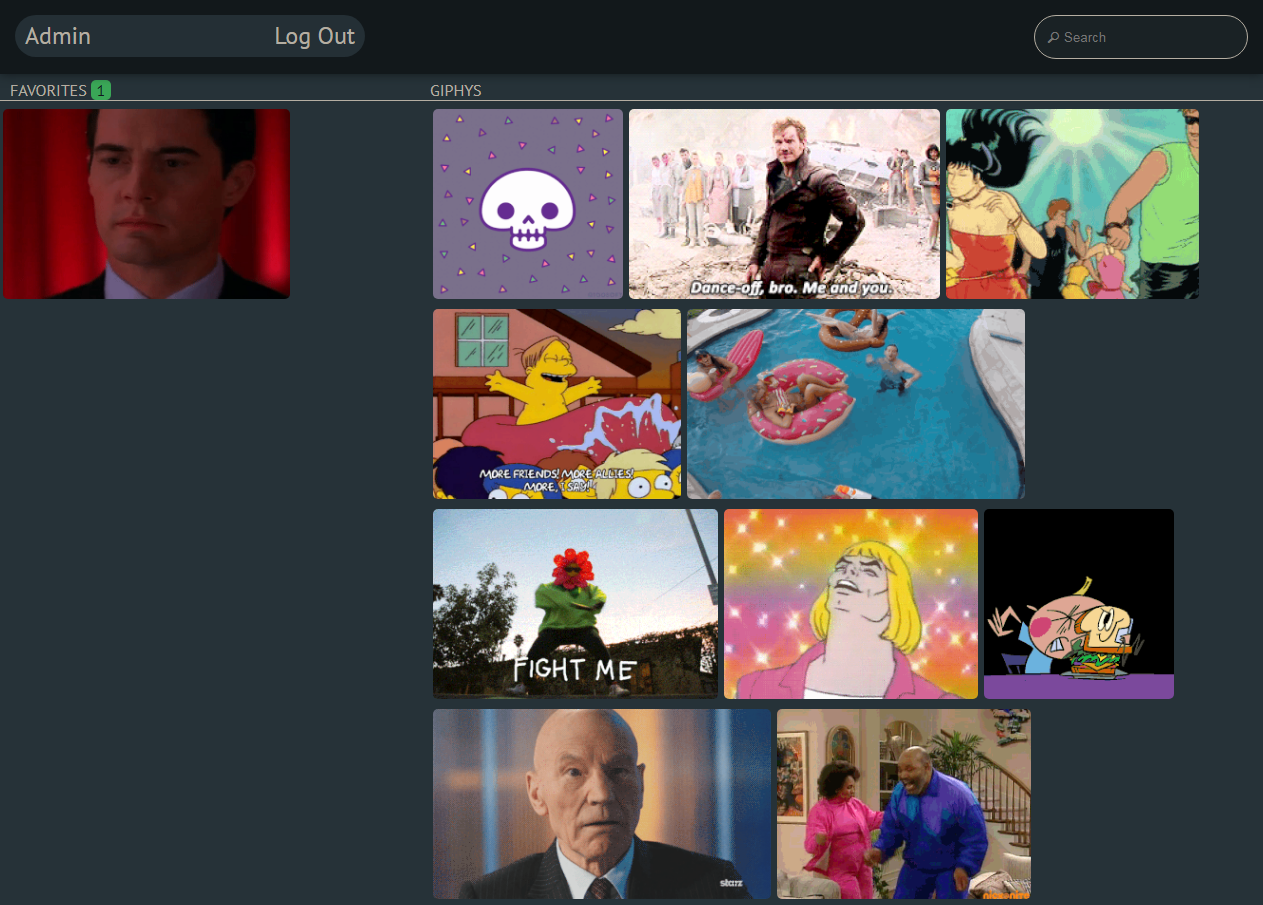 Admin
Log Out
Search
FAVORITES 1
GIPHYS
Dance-off, bro. Me and you.
MORE FRIENDS! MORE ALLIES!
MORE, I SAY!
FIGHT ME
starz